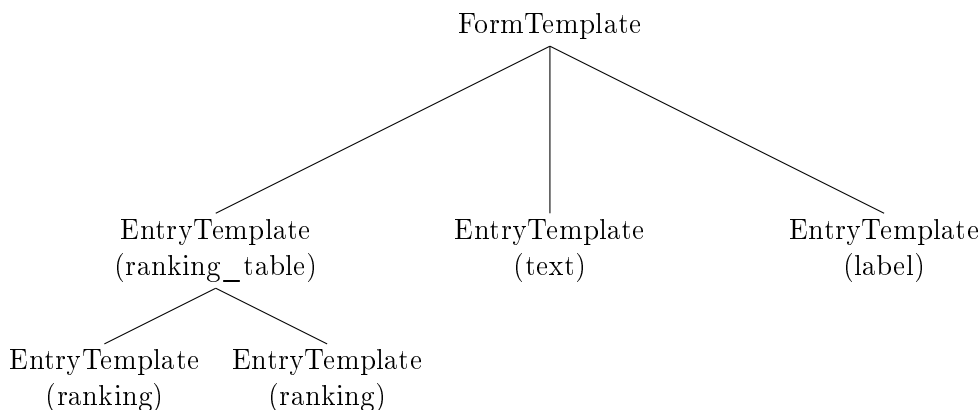 FormTemplate
EntryTemplate
(ranking_table)
EntryTemplate
(text)
EntryTemplate
(label)
EntryTemplate
(ranking)
EntryTemplate
(ranking)